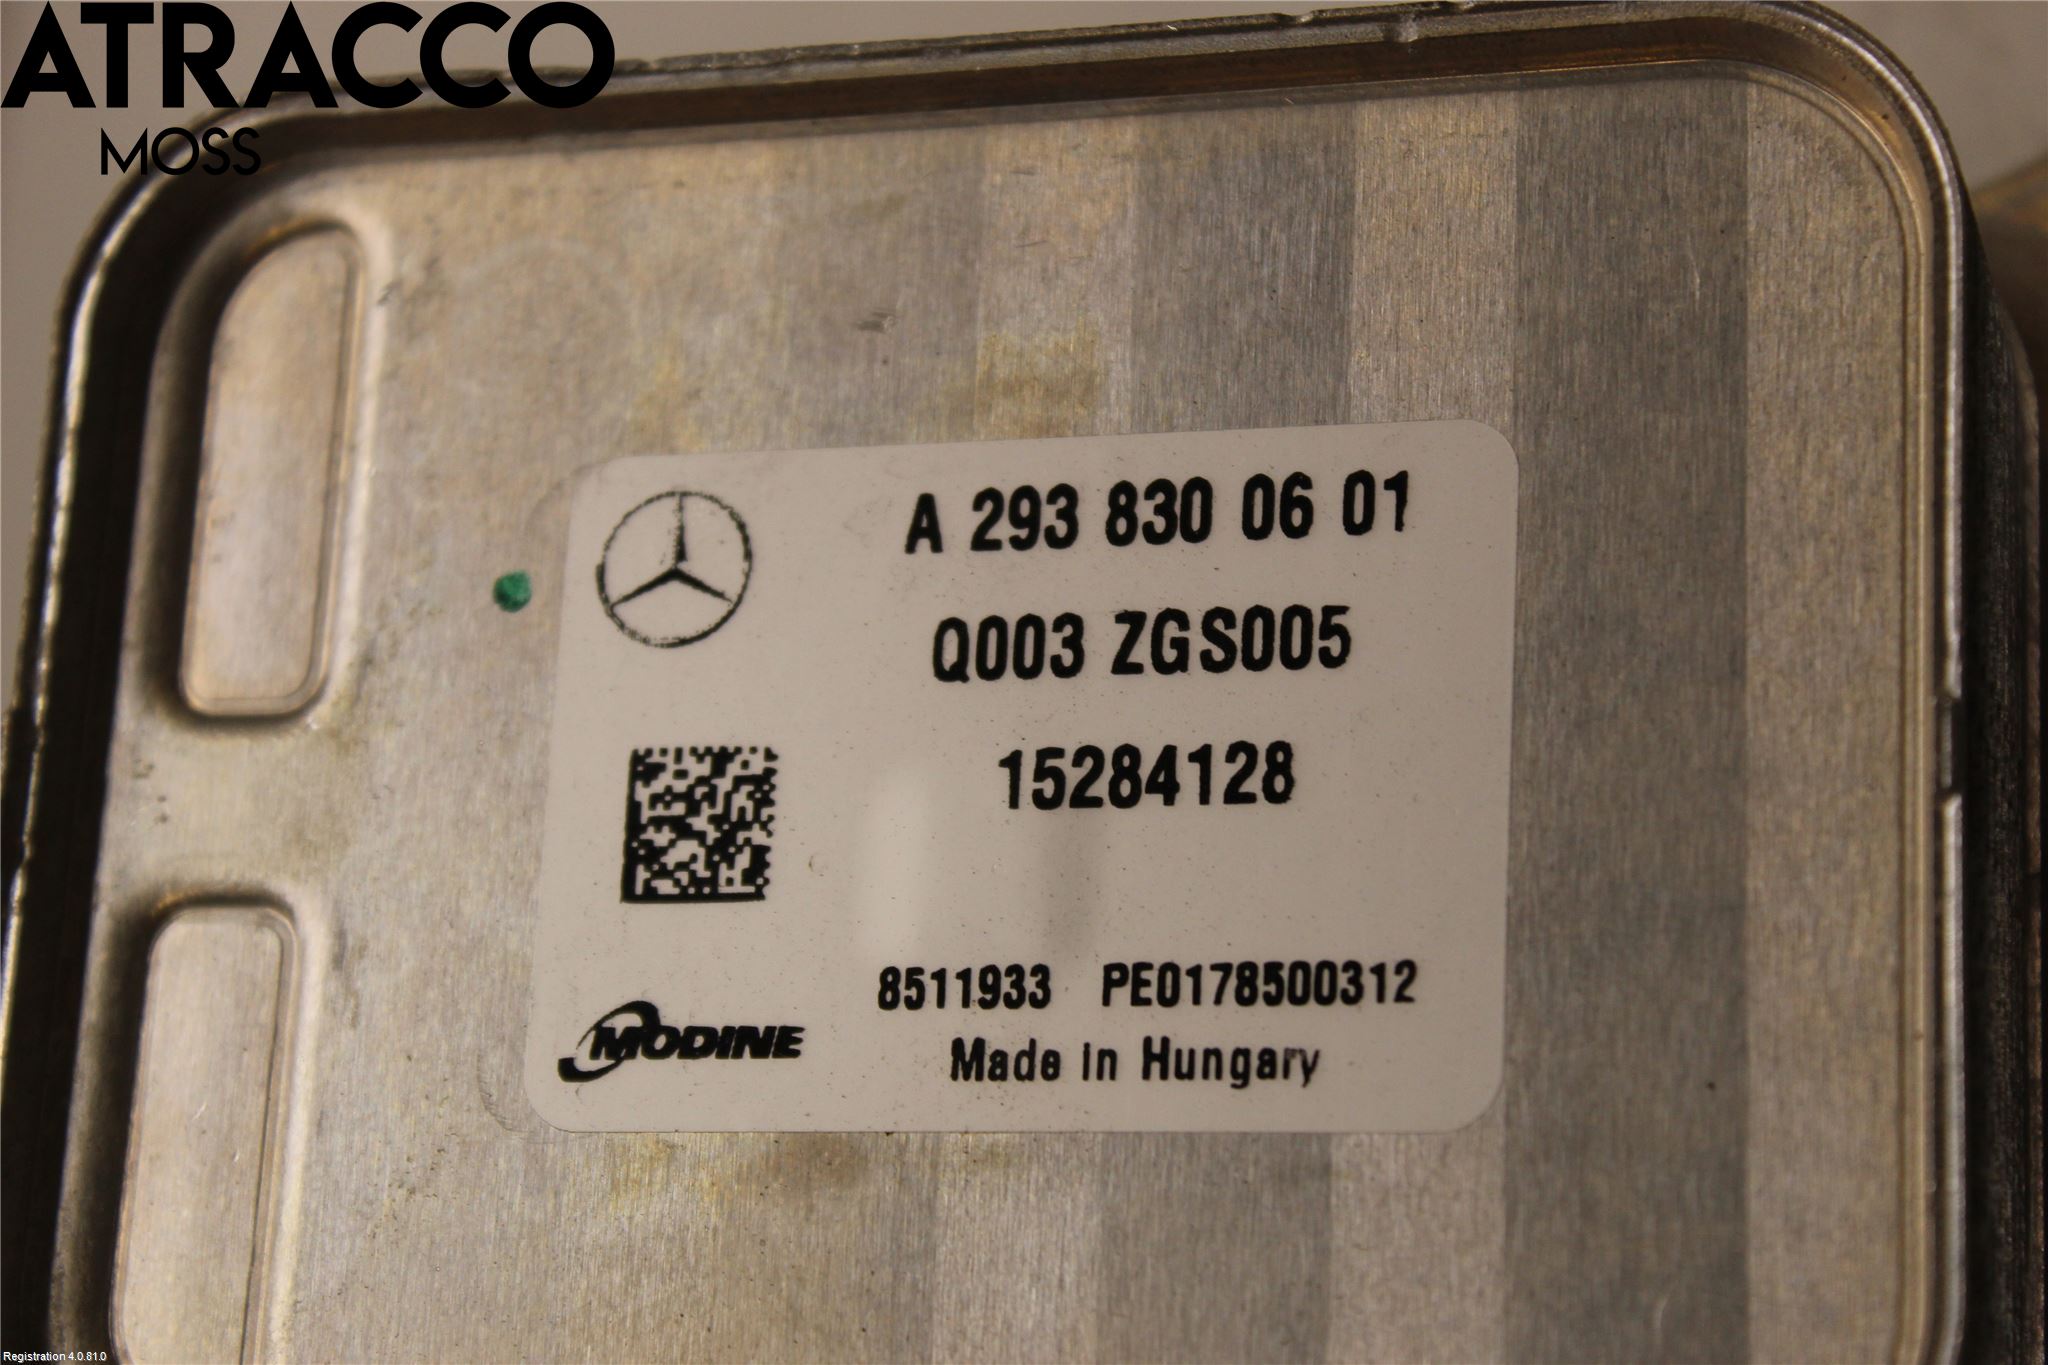 ATRACCO
MOSS
A 293 830 06 01
Q003 ZGS005
15284128
8511933 PE0178500312
MODINE
Made in Hungary
Registration 4.0.81.0